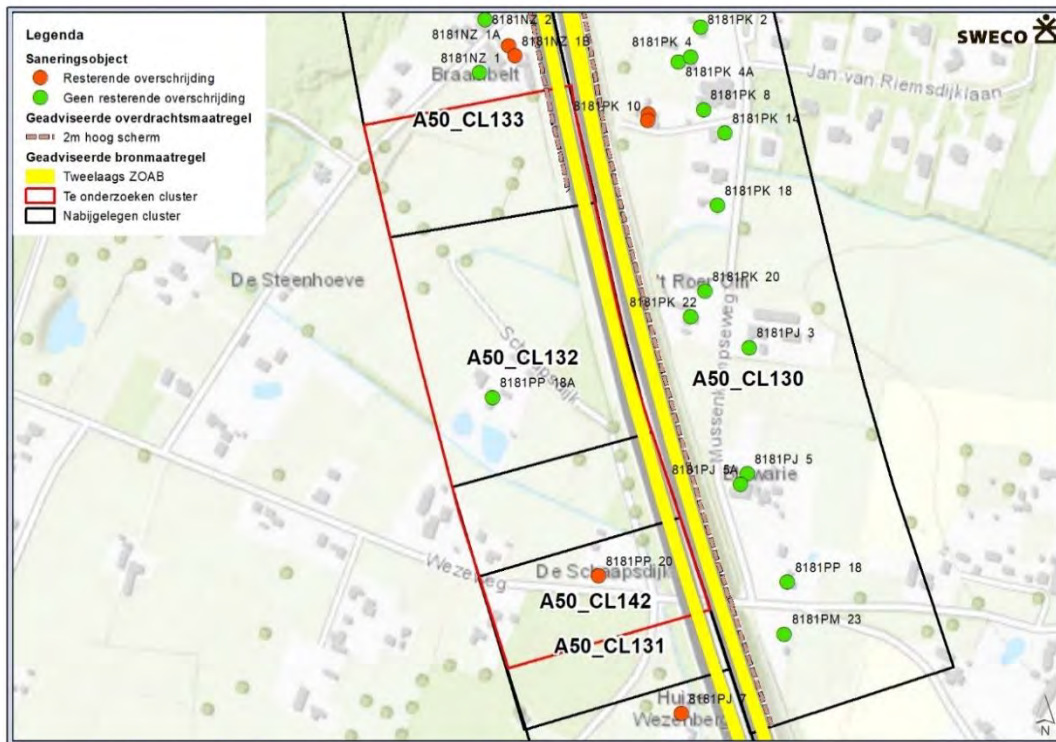 Legenda
Saneringsobject
Resterende overschrijding
Geen resterende overschrijding
Geadviseerde overdrachtsmaatregel
2m hoog scherm
Geadviseerde bronmaatregel
Tweelaags ZOAB
Te onderzoeken cluster
Nabijgelegen cluster
SWECO
8181NZ 2
8181NZ 1A
8181NZ 1B
8181NZ 1
Braambelt
8181PK 2
8181PK 4
8181PK 4A
Jan van Riemsdijklaan
8181PK 8
8181PK 10
8181PK 14
A50_CL133
8181PK 18
De Steenhoeve
8181PK 20
8181PK 22
8181PJ 3
Schaapsdijk
A50_CL132
A50_CL130
8181PP 18A
Mussenkampseweg
8181PJ 5A
8181PJ 5
8181PP 20
De Schaapsdijk
8181PP 18
Wezeweg
A50_CL142
8181PM 23
A50_CL131
8181PJ 7
Wezenberg
N